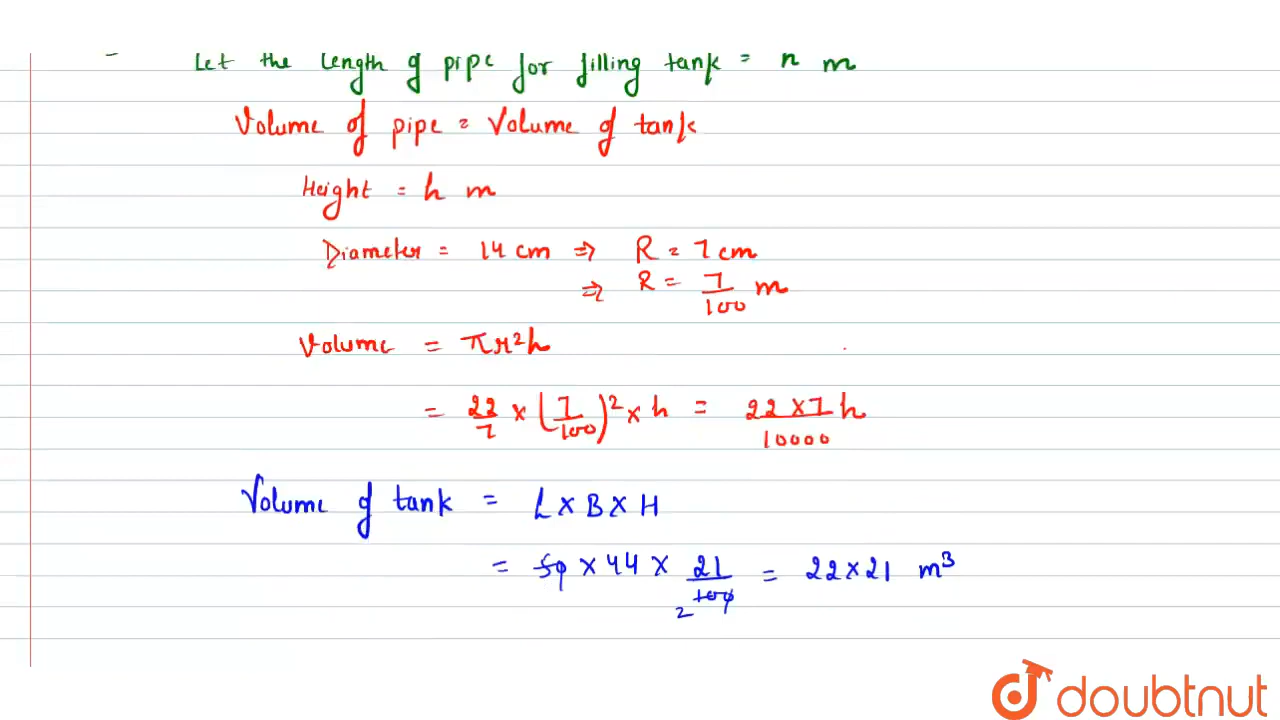 Let the length of pipe for filling tank = h m
Volume of pipe = Volume of tank
Height = h m
Diameter = 14 cm ⇒ R = 7 cm
⇒ R = 7/100 m
Volume = πr²h
= 22/7 × (7/100)² × h = 22×7h/10000
Volume of tank = L × B × H
= 50 × 44 × 21/100 2 = 22×21 m³
doubtnut